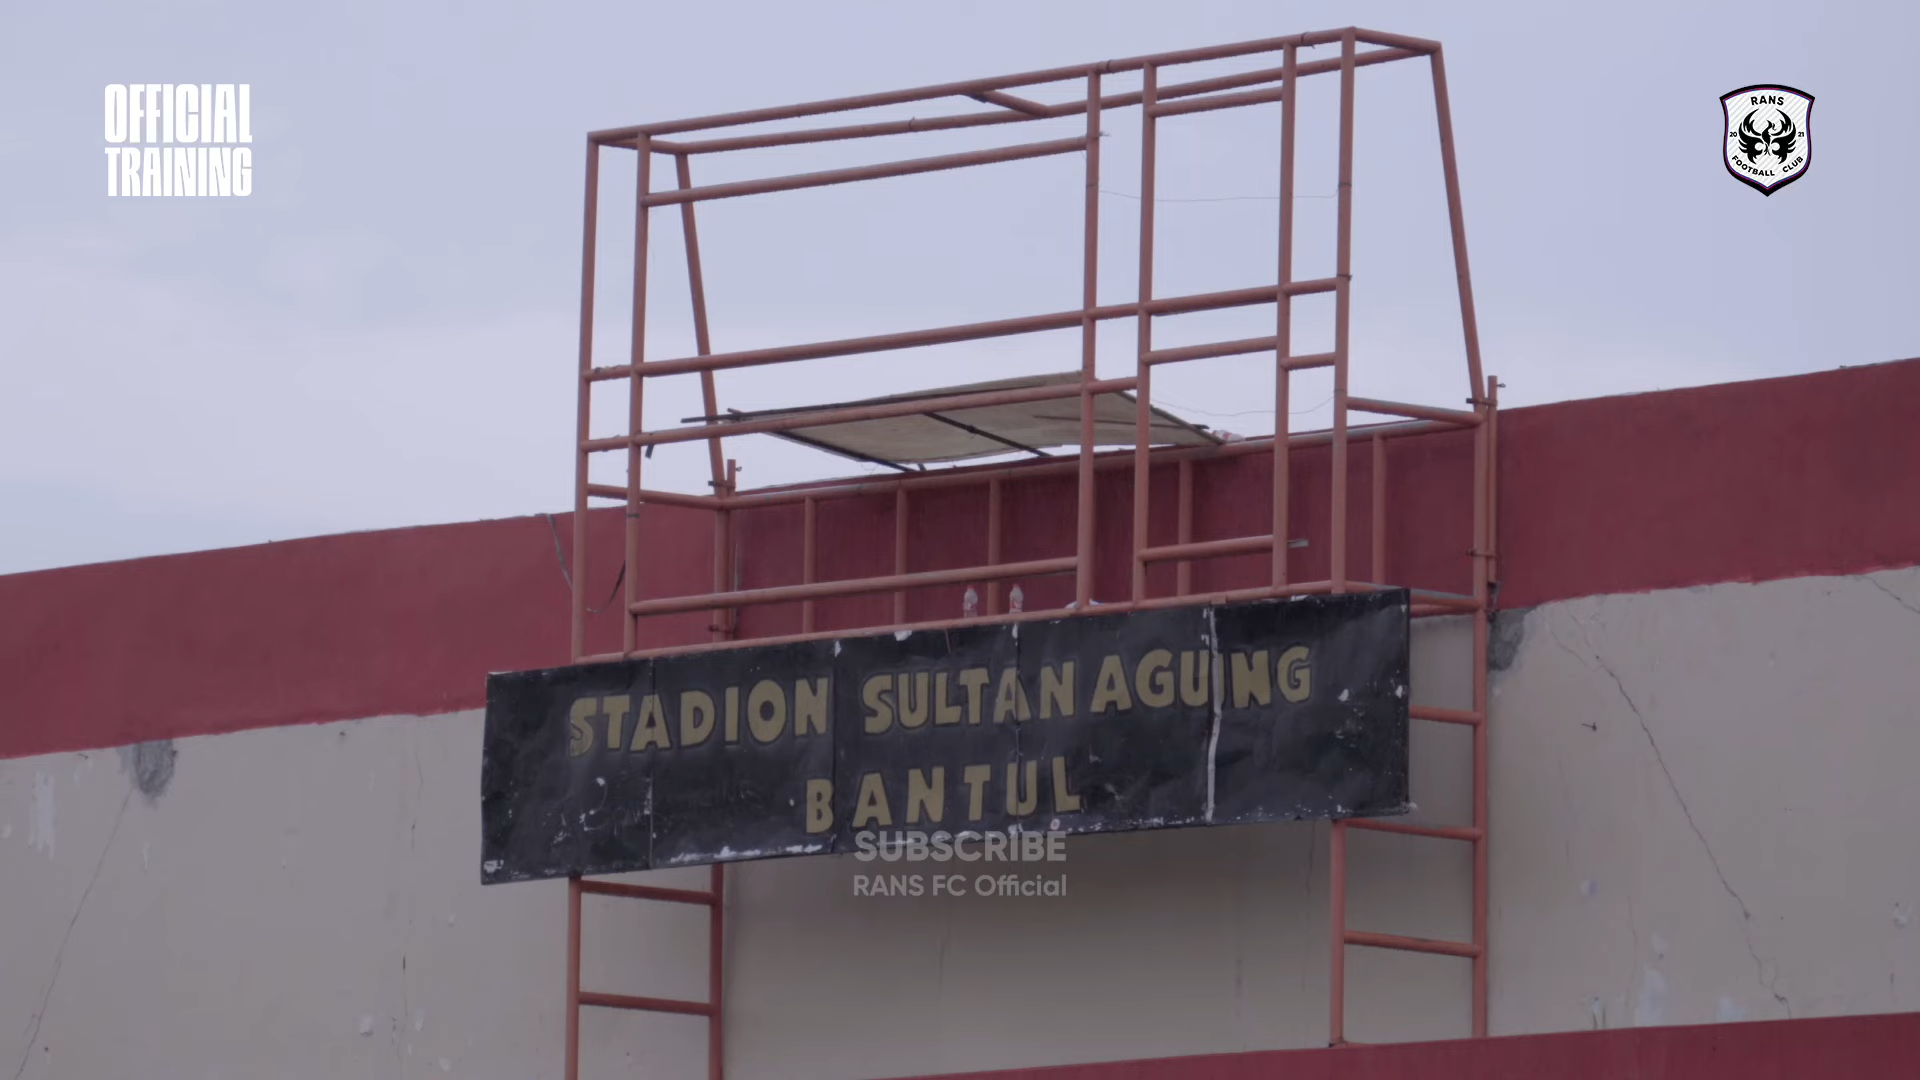 OFFICIAL
TRAINING
RANS
20 21
FOOTBALL CLUB
STADION SULTAN AGUNG
BANTUL
SUBSCRIBE
RANS FC Official